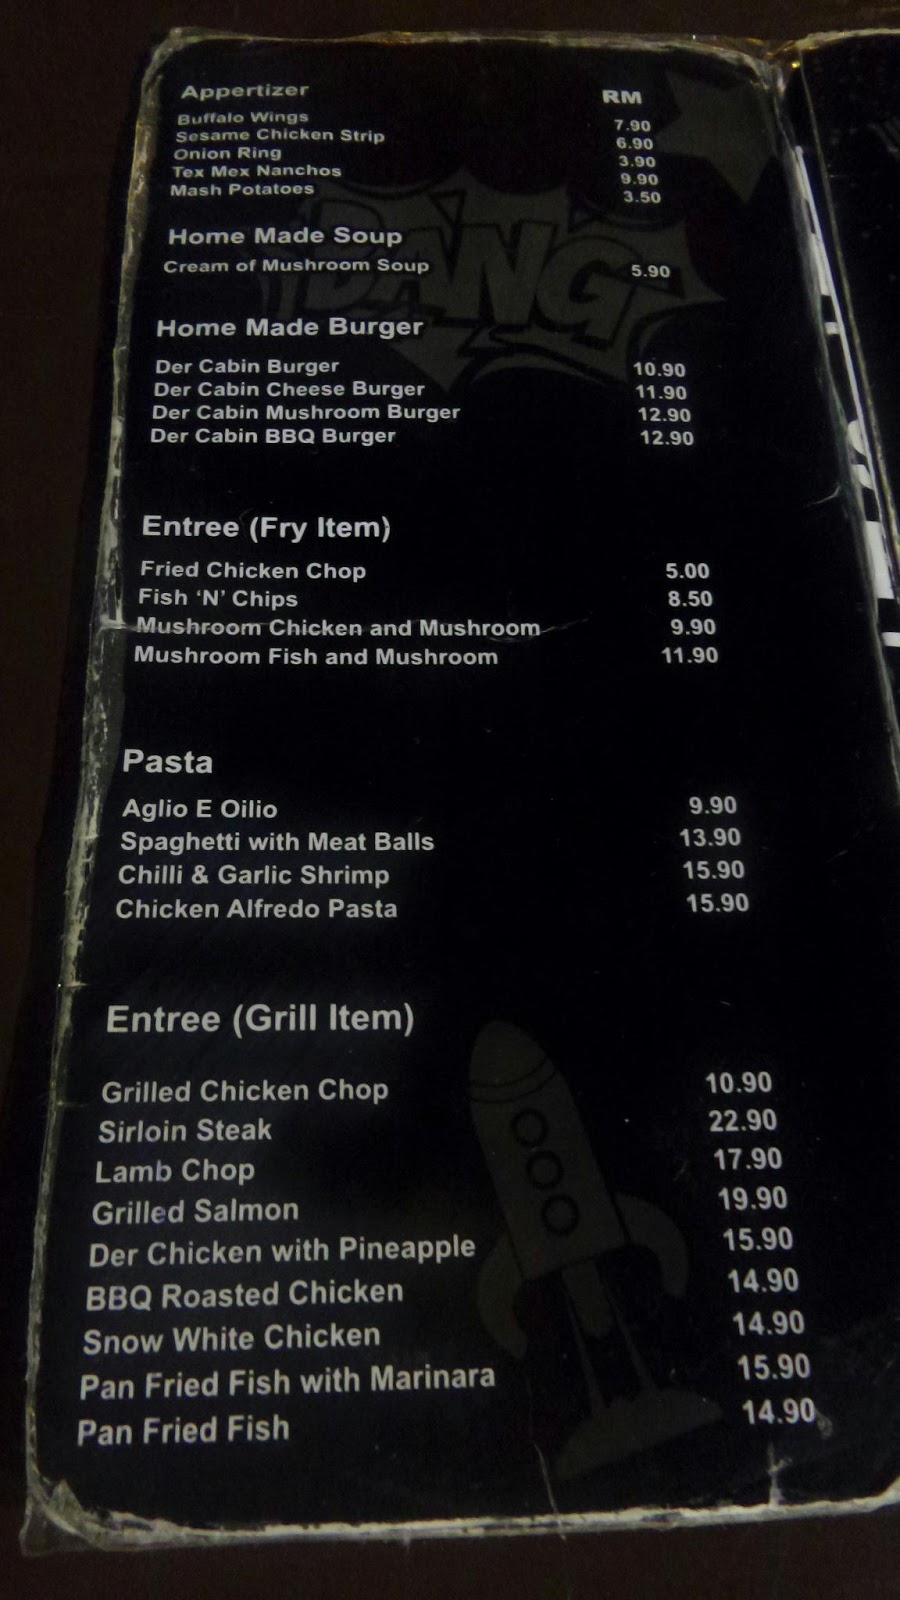 Appertizer RM
Buffalo Wings 7.90
Sesame Chicken Strip 6.90
Onion Ring 3.90
Tex Mex Nanchos 9.90
Mash Potatoes 3.50
BANG
Home Made Soup
Cream of Mushroom Soup 5.90
Home Made Burger
Der Cabin Burger 10.90
Der Cabin Cheese Burger 11.90
Der Cabin Mushroom Burger 12.90
Der Cabin BBQ Burger 12.90
Entree (Fry Item)
Fried Chicken Chop 5.00
Fish ‘N’ Chips 8.50
Mushroom Chicken and Mushroom 9.90
Mushroom Fish and Mushroom 11.90
Pasta
Aglio E Oilio 9.90
Spaghetti with Meat Balls 13.90
Chilli & Garlic Shrimp 15.90
Chicken Alfredo Pasta 15.90
Entree (Grill Item)
Grilled Chicken Chop 10.90
Sirloin Steak 22.90
Lamb Chop 17.90
Grilled Salmon 19.90
Der Chicken with Pineapple 15.90
BBQ Roasted Chicken 14.90
Snow White Chicken 14.90
Pan Fried Fish with Marinara 15.90
Pan Fried Fish 14.90